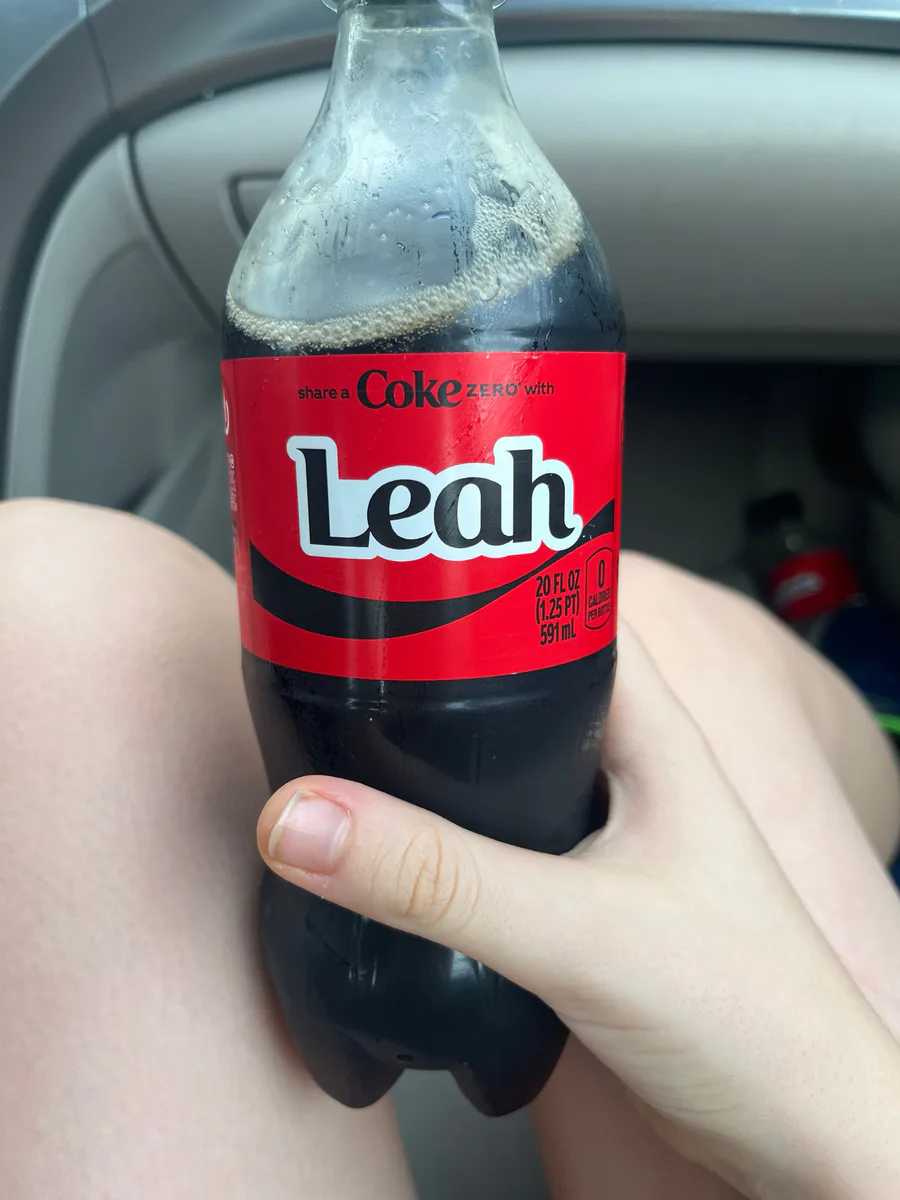 share a Coke ZERO® with
Leah
20 FL OZ
(1.25 PT)
591 mL
0
CALORIES
PER BOTTLE